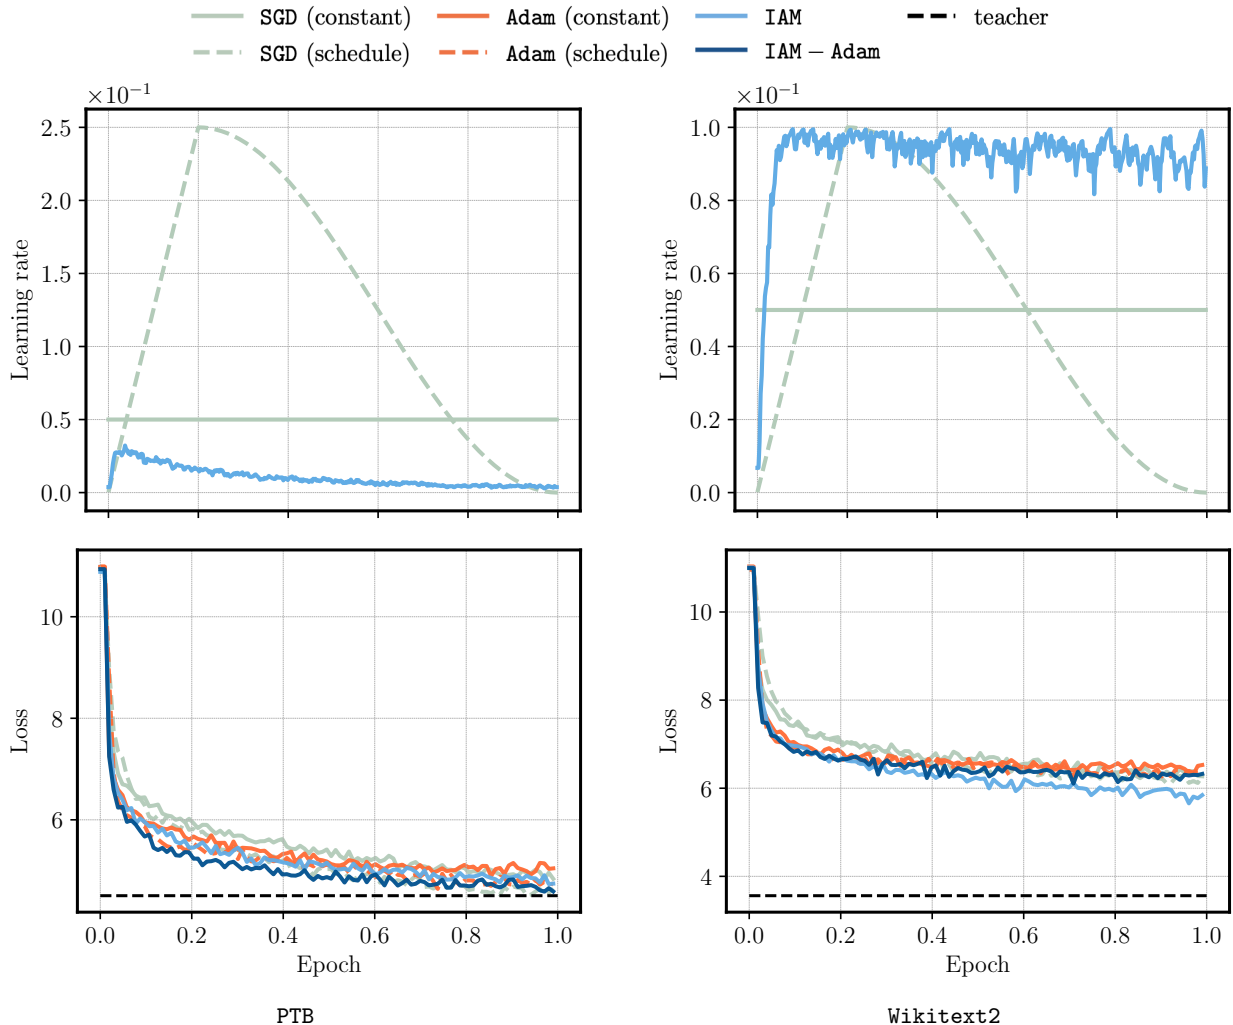 SGD (constant) Adam (constant) IAM teacher
SGD (schedule) Adam (schedule) IAM – Adam
×10⁻¹ ×10⁻¹
2.5
2.0
1.5
1.0
0.5
0.0
Learning rate
1.0
0.8
0.6
0.4
0.2
0.0
Learning rate
10
8
6
Loss
0.0 0.2 0.4 0.6 0.8 1.0
Epoch
PTB
10
8
6
4
Loss
0.0 0.2 0.4 0.6 0.8 1.0
Epoch
Wikitext2